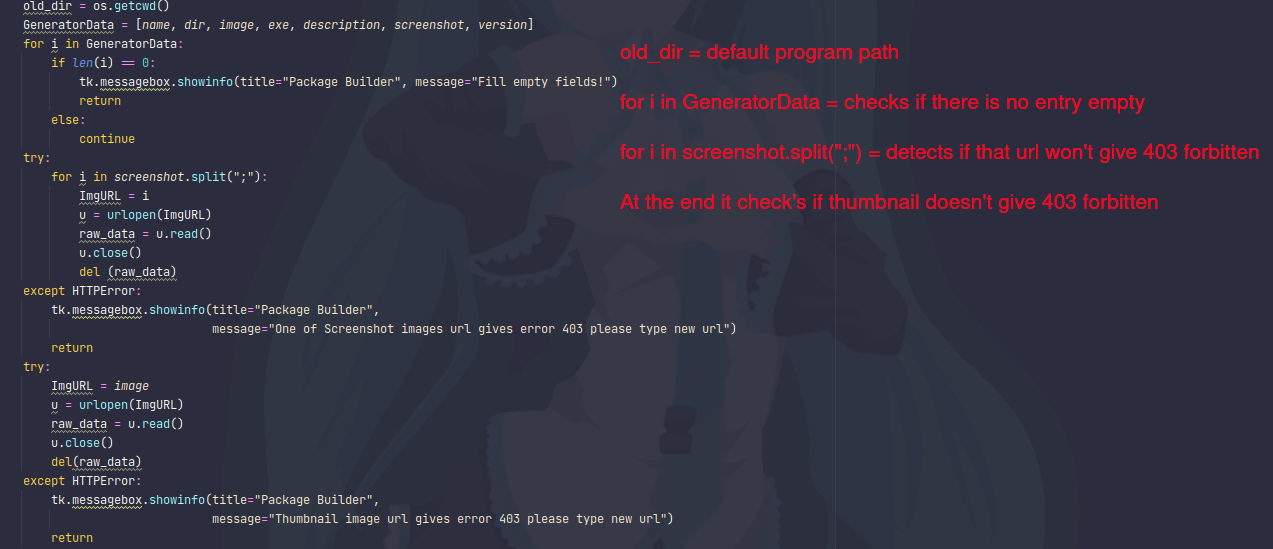 old_dir = os.getcwd()
GeneratorData = [name, dir, image, exe, description, screenshot, version]
for i in GeneratorData:
    if len(i) == 0:
        tk.messagebox.showinfo(title="Package Builder", message="Fill empty fields!")
        return
    else:
        continue
try:
    for i in screenshot.split(";"):
        ImgURL = i
        u = urlopen(ImgURL)
        raw_data = u.read()
        u.close()
        del (raw_data)
except HTTPError:
    tk.messagebox.showinfo(title="Package Builder",
                           message="One of Screenshot images url gives error 403 please type new url")
    return
try:
    ImgURL = image
    u = urlopen(ImgURL)
    raw_data = u.read()
    u.close()
    del(raw_data)
except HTTPError:
    tk.messagebox.showinfo(title="Package Builder",
                           message="Thumbnail image url gives error 403 please type new url")
    return
old_dir = default program path
for i in GeneratorData = checks if there is no entry empty
for i in screenshot.split(";") = detects if that url won't give 403 forbitten
At the end it check's if thumbnail doesn't give 403 forbitten